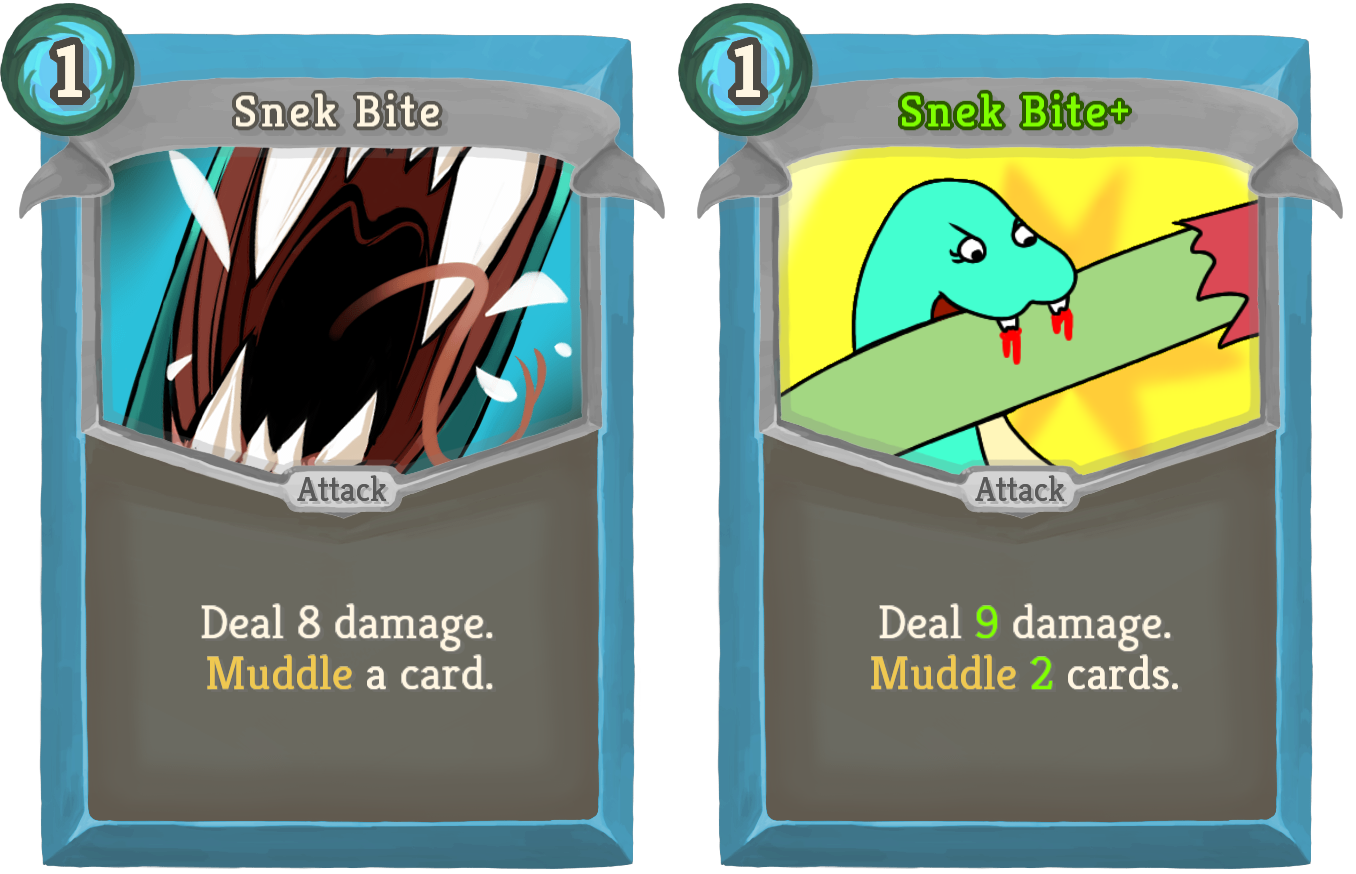 1
Snek Bite
Attack
Deal 8 damage.
Muddle a card.
1
Snek Bite+
Attack
Deal 9 damage.
Muddle 2 cards.